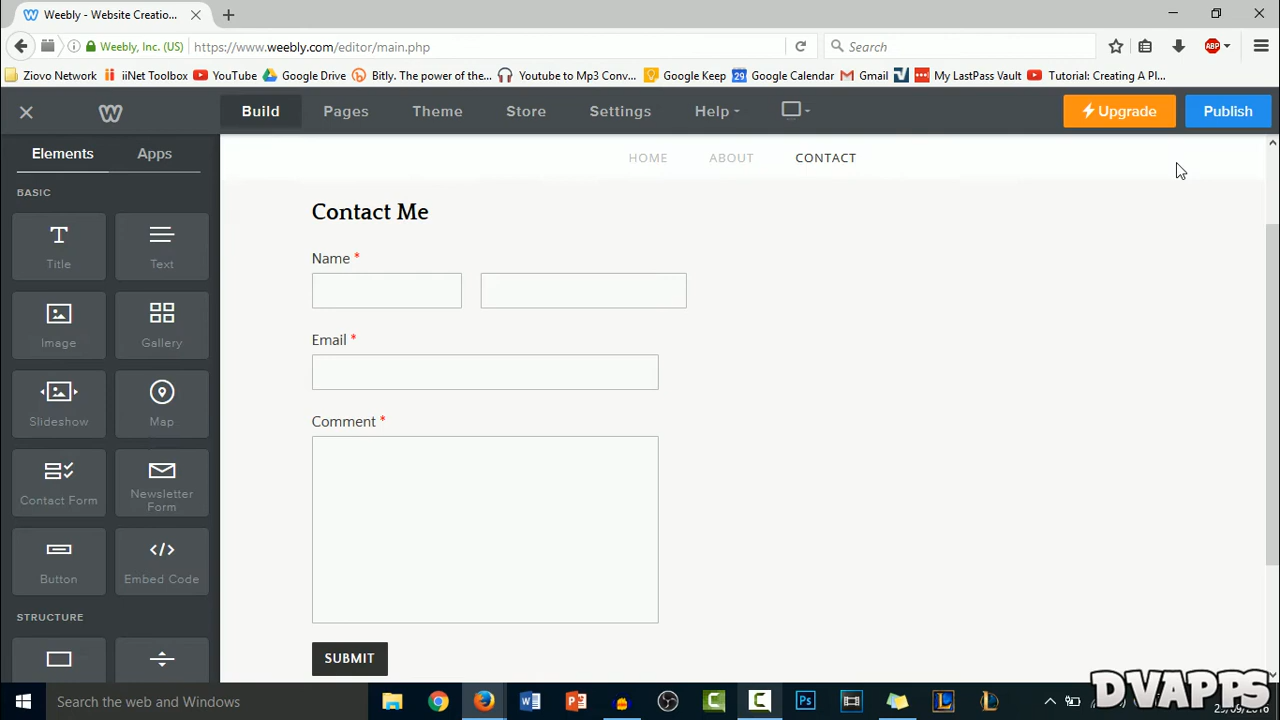 Weebly - Website Creatio...
Weebly, Inc. (US)
https://www.weebly.com/editor/main.php
Search
ABP
Ziovo Network
iiNet Toolbox
YouTube
Google Drive
Bitly. The power of the...
Youtube to Mp3 Conv...
Google Keep
29
Google Calendar
Gmail
My LastPass Vault
Tutorial: Creating A Pl...
Build
Pages
Theme
Store
Settings
Help
Upgrade
Publish
Elements
Apps
HOME
ABOUT
CONTACT
BASIC
Title
Text
Image
Gallery
Slideshow
Map
Contact Form
Newsletter
Form
Button
Embed Code
STRUCTURE
Contact Me
Name *
Email *
Comment *
SUBMIT
Search the web and Windows
DVAPPS